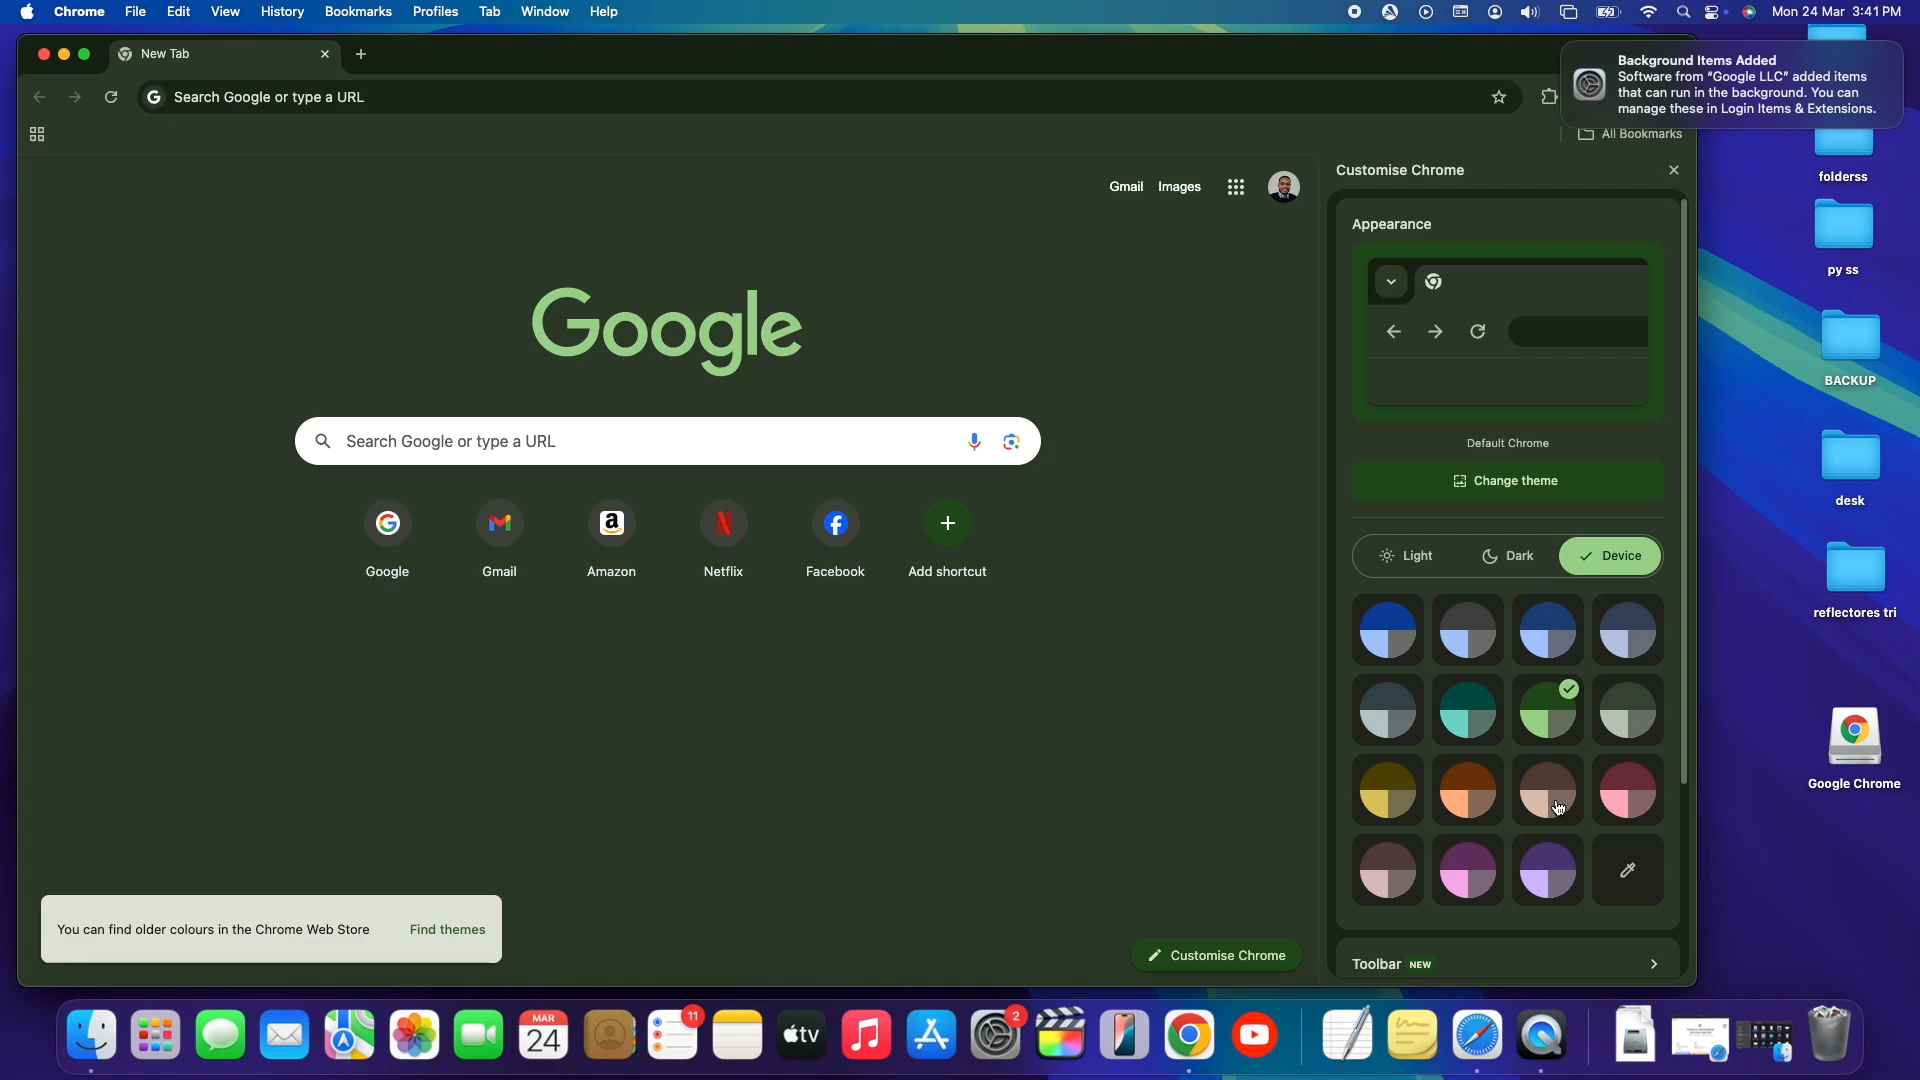 Chrome File Edit View History Bookmarks Profiles Tab Window Help Mon 24 Mar 3:41 PM
New Tab
Background Items Added
Software from “Google LLC” added items
that can run in the background. You can
manage these in Login Items & Extensions.
Search Google or type a URL
All Bookmarks
Customise Chrome
Gmail Images
Appearance
Google
Search Google or type a URL
Default Chrome
Change theme
Light Dark Device
Google Gmail Amazon Netflix Facebook Add shortcut
You can find older colours in the Chrome Web Store Find themes
Customise Chrome
Toolbar NEW
folderss
py ss
BACKUP
desk
reflectores tri
Google Chrome
MAR
24
11
tv
2